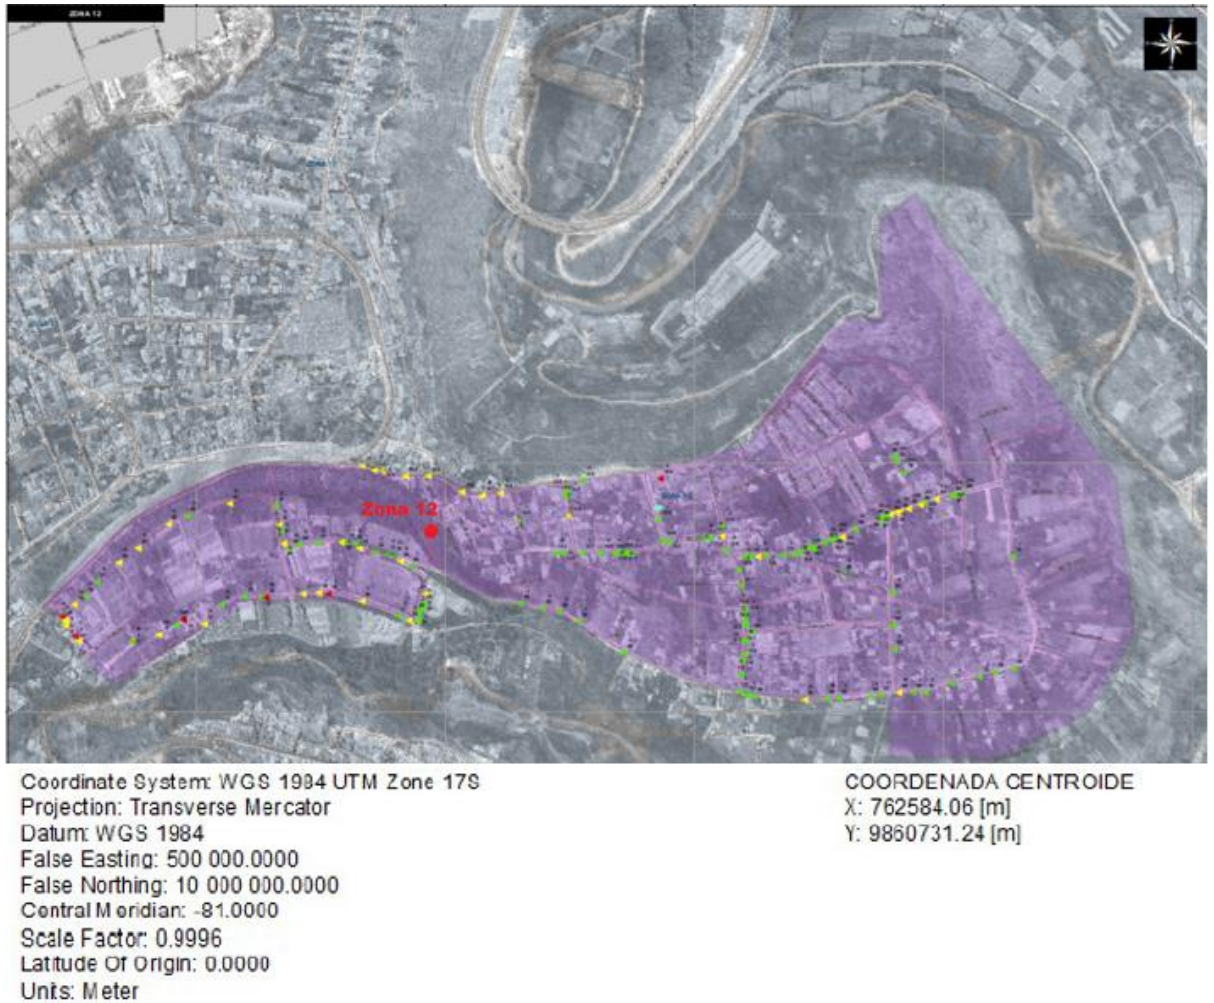 ZONA 12
Zona 12
Coordinate System: WGS 1984 UTM Zone 17S
Projection: Transverse Mercator
Datum: WGS 1984
False Easting: 500 000.0000
False Northing: 10 000 000.0000
Central Meridian: -81.0000
Scale Factor: 0.9996
Latitude Of Origin: 0.0000
Units: Meter
COORDENADA CENTROIDE
X: 762584.06 [m]
Y: 9860731.24 [m]